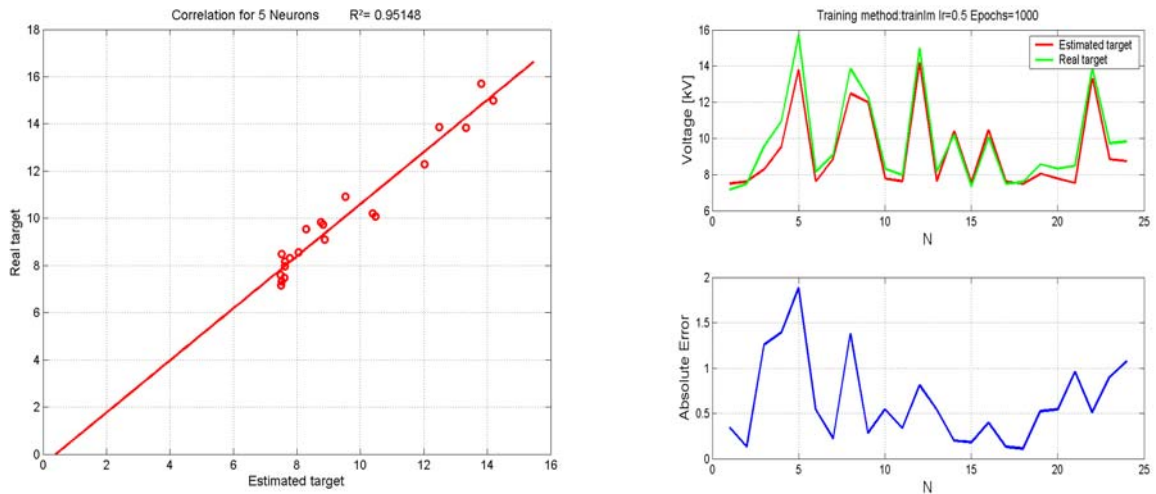 Correlation for 5 Neurons R²= 0.95148
18
16
14
12
10
8
6
4
2
0
Real target
0 2 4 6 8 10 12 14 16
Estimated target
Training method:trainlm lr=0.5 Epochs=1000
Estimated target
Real target
16
14
12
10
8
6
Voltage [kV]
0 5 10 15 20 25
N
2
1.5
1
0.5
0
Absolute Error
0 5 10 15 20 25
N